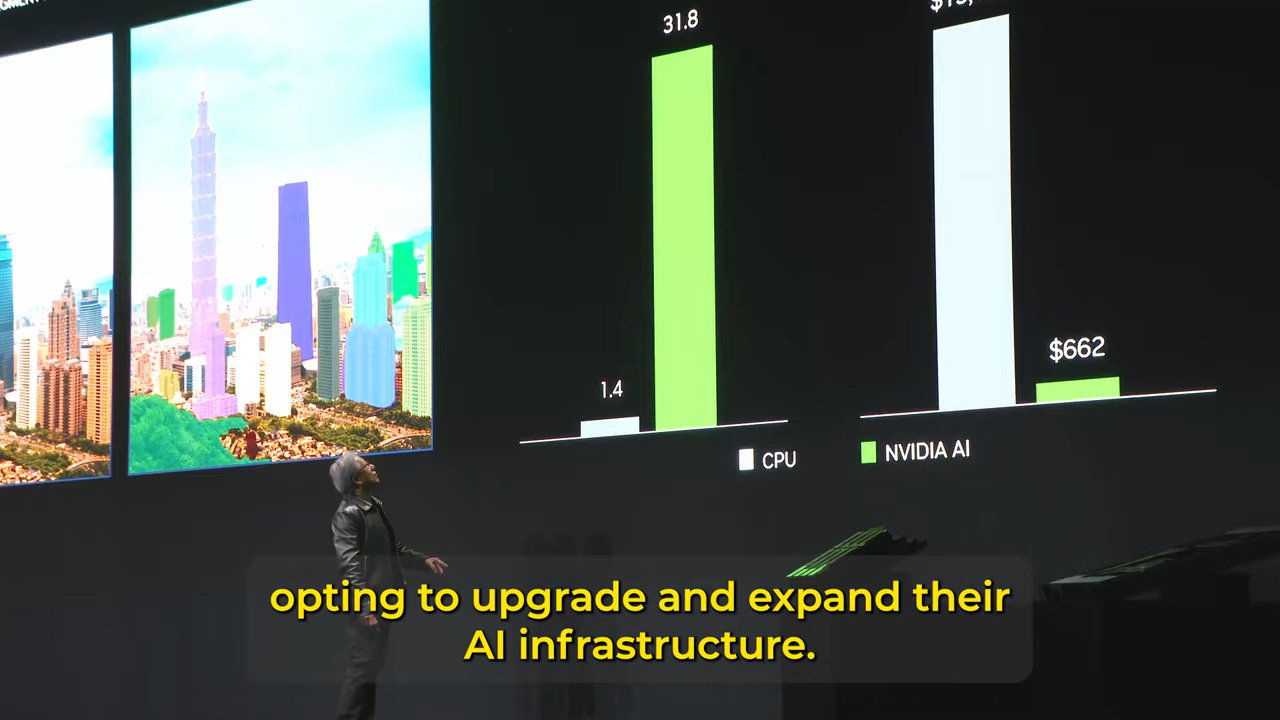 31.8
1.4
$662
CPU
NVIDIA AI
opting to upgrade and expand their
AI infrastructure.